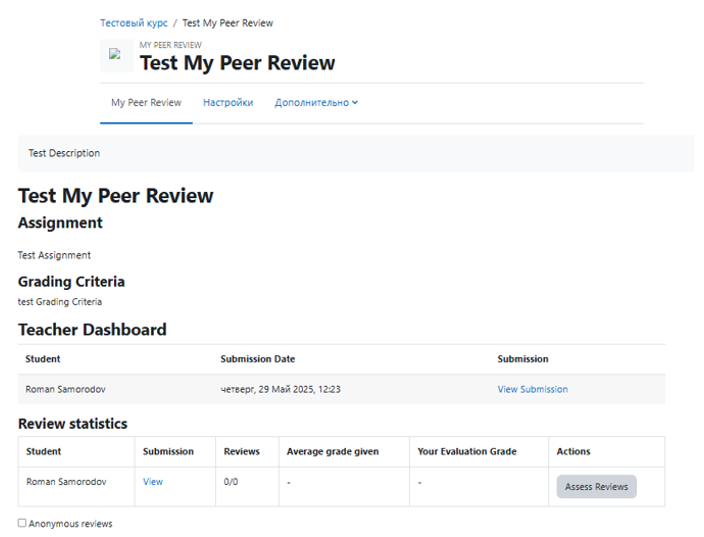 Тестовый курс / Test My Peer Review
MY PEER REVIEW
Test My Peer Review
My Peer Review Настройки Дополнительно
Test Description
Test My Peer Review
Assignment
Test Assignment
Grading Criteria
test Grading Criteria
Teacher Dashboard
Student Submission Date Submission
Roman Samorodov четверг, 29 Май 2025, 12:23 View Submission
Review statistics
Student Submission Reviews Average grade given Your Evaluation Grade Actions
Roman Samorodov View 0/0 - - Assess Reviews
Anonymous reviews